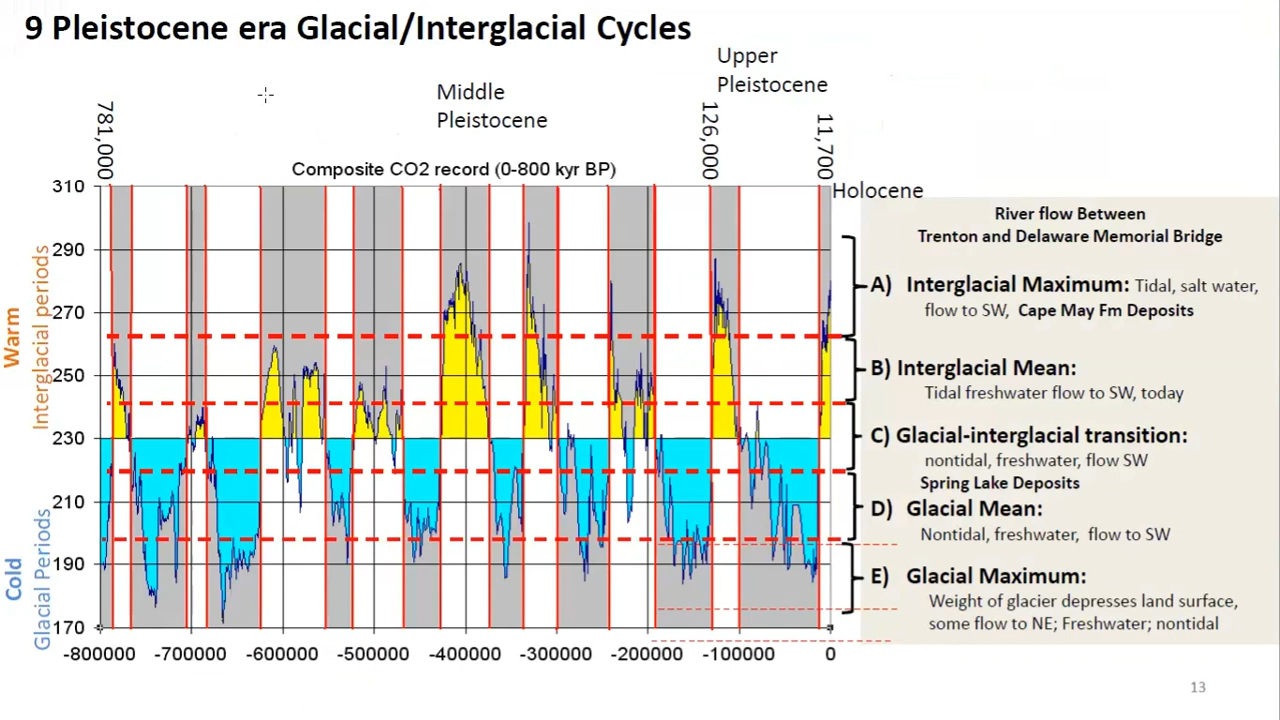 9 Pleistocene era Glacial/Interglacial Cycles
Upper
Pleistocene
Middle
Pleistocene
781,000
126,000
11,700
Composite CO2 record (0-800 kyr BP)
Holocene
310
290
270
250
230
210
190
170
Warm
Interglacial periods
Cold
Glacial Periods
-800000
-700000
-600000
-500000
-400000
-300000
-200000
-100000
0
River flow Between
Trenton and Delaware Memorial Bridge
A) Interglacial Maximum: Tidal, salt water,
flow to SW, Cape May Fm Deposits
B) Interglacial Mean:
Tidal freshwater flow to SW, today
C) Glacial-interglacial transition:
nontidal, freshwater, flow SW
Spring Lake Deposits
D) Glacial Mean:
Nontidal, freshwater, flow to SW
E) Glacial Maximum:
Weight of glacier depresses land surface,
some flow to NE; Freshwater; nontidal
13